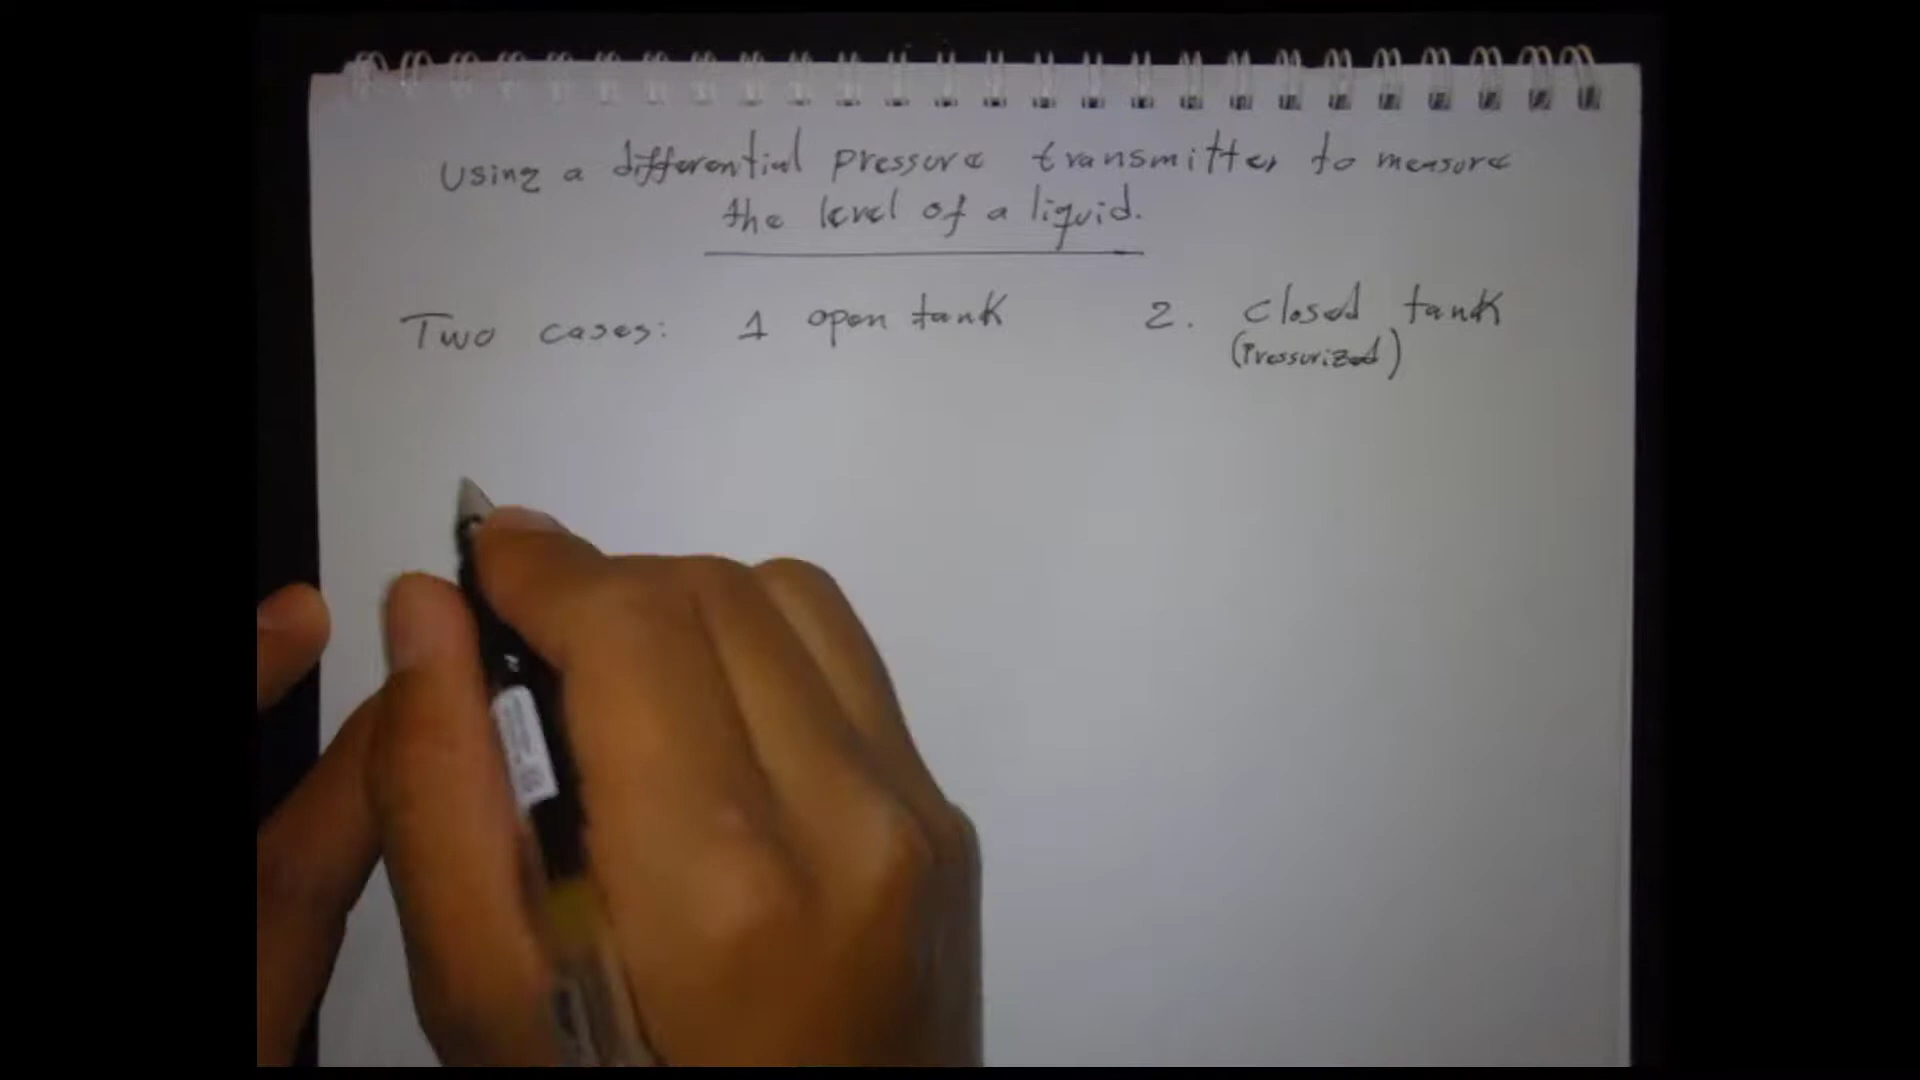 Using a differential pressure transmitter to measure
the level of a liquid.
Two cases: 1 open tank 2. closed tank
(Pressurized)